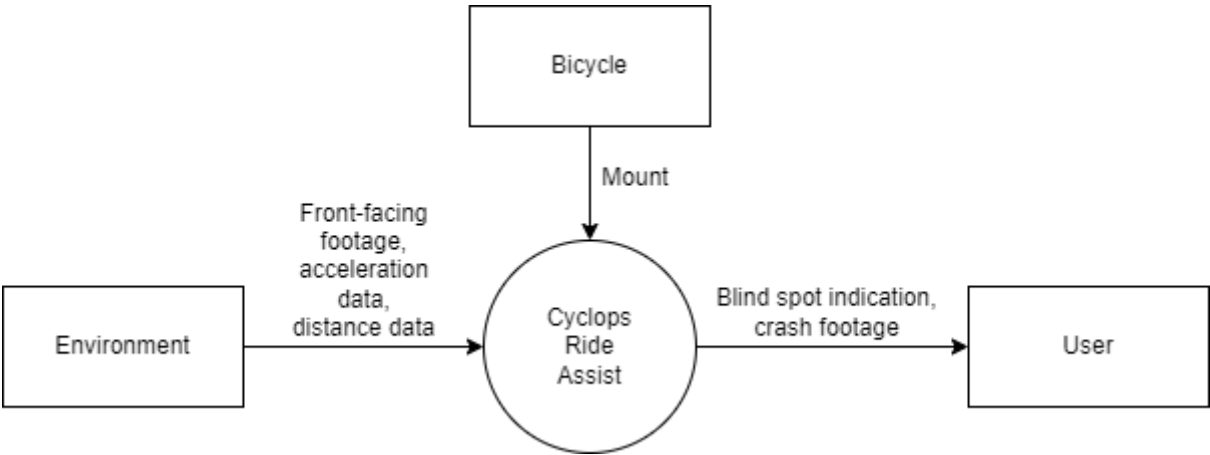 Bicycle
Mount
Front-facing
footage,
acceleration
data,
distance data
Environment
Cyclops
Ride
Assist
Blind spot indication,
crash footage
User